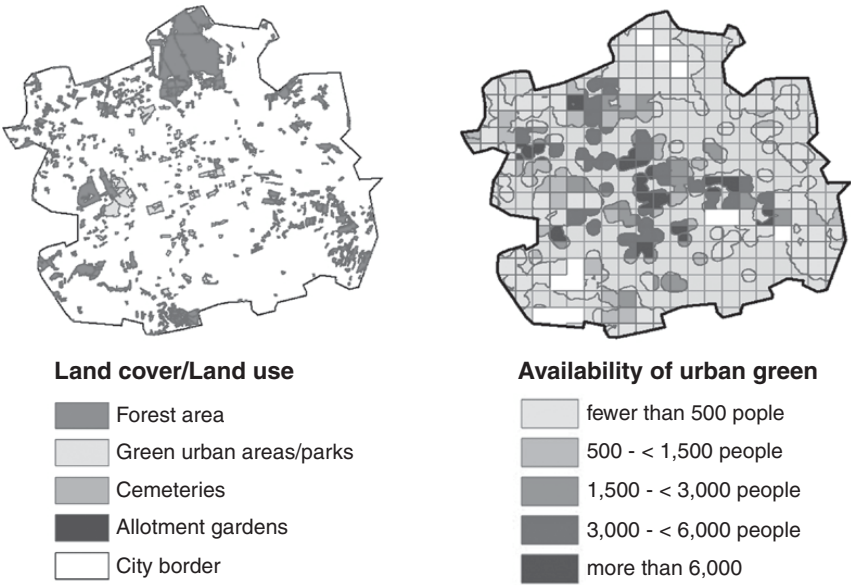 Land cover/Land use
Forest area
Green urban areas/parks
Cemeteries
Allotment gardens
City border
Availability of urban green
fewer than 500 pople
500 - < 1,500 people
1,500 - < 3,000 people
3,000 - < 6,000 people
more than 6,000